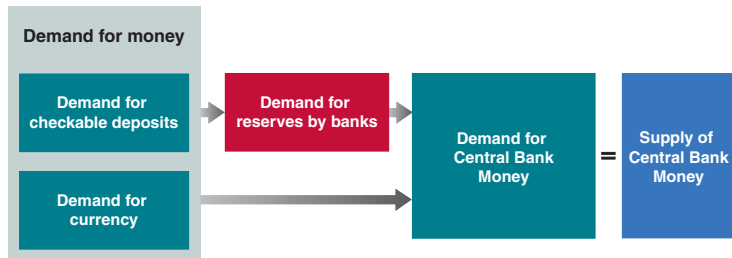 Demand for money
Demand for
checkable deposits
Demand for
reserves by banks
Demand for
currency
Demand for
Central Bank
Money
=
Supply of
Central Bank
Money